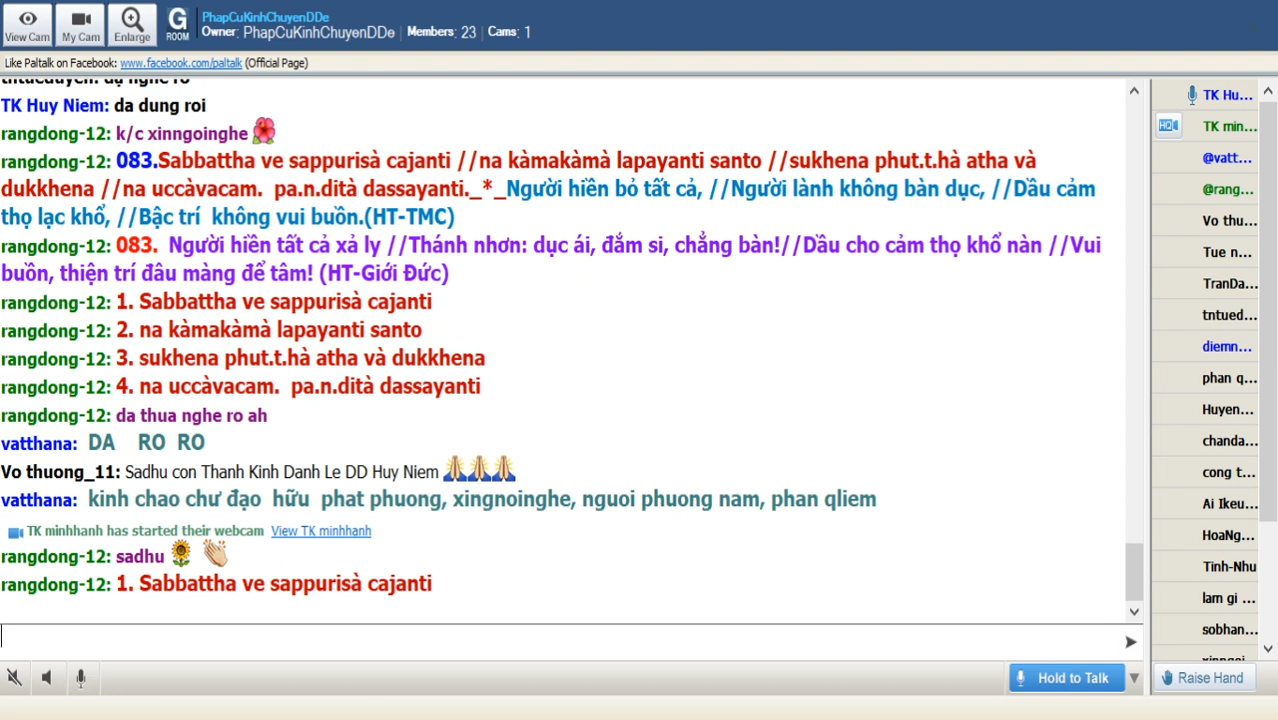 PhapCuKinhChuyenDDe
Owner: PhapCuKinhChuyenDDe Members: 23 Cams: 1
View Cam My Cam Enlarge G ROOM
Like Paltalk on Facebook: www.facebook.com/paltalk (Official Page)
TK Huy Niem: da dung roi
rangdong-12: k/c xinngoinghe
rangdong-12: 083.Sabbattha ve sappurisà cajanti //na kàmakàmà lapayanti santo //sukhena phut.t.hà atha và
dukkhena //na uccàvacam. pa.n.dità dassayanti._*_Người hiền bỏ tất cả, //Người lành không bàn dục, //Dầu cảm
thọ lạc khổ, //Bậc trí không vui buồn.(HT-TMC)
rangdong-12: 083. Người hiền tất cả xả ly //Thánh nhơn: dục ái, đắm si, chẳng bàn!//Dầu cho cảm thọ khổ nàn //Vui
buồn, thiện trí đâu màng để tâm! (HT-Giới Đức)
rangdong-12: 1. Sabbattha ve sappurisà cajanti
rangdong-12: 2. na kàmakàmà lapayanti santo
rangdong-12: 3. sukhena phut.t.hà atha và dukkhena
rangdong-12: 4. na uccàvacam. pa.n.dità dassayanti
rangdong-12: da thua nghe ro ah
vatthana: DA RO RO
Vo thuong_11: Sadhu con Thanh Kinh Danh Le DD Huy Niem
vatthana: kinh chao chư đạo hữu phat phuong, xingnoinghe, nguoi phuong nam, phan qliem
TK minhhanh has started their webcam View TK minhhanh
rangdong-12: sadhu
rangdong-12: 1. Sabbattha ve sappurisà cajanti
TK Hu...
TK min...
@vatt...
@rang...
Vo thu...
Tue n...
TranDa...
tntued...
diemn...
phan q...
Huyen...
chanda...
cong t...
Ai Ikeu...
HoaNg...
Tinh-Nhu
lam gi ...
sobhan...
Hold to Talk
Raise Hand